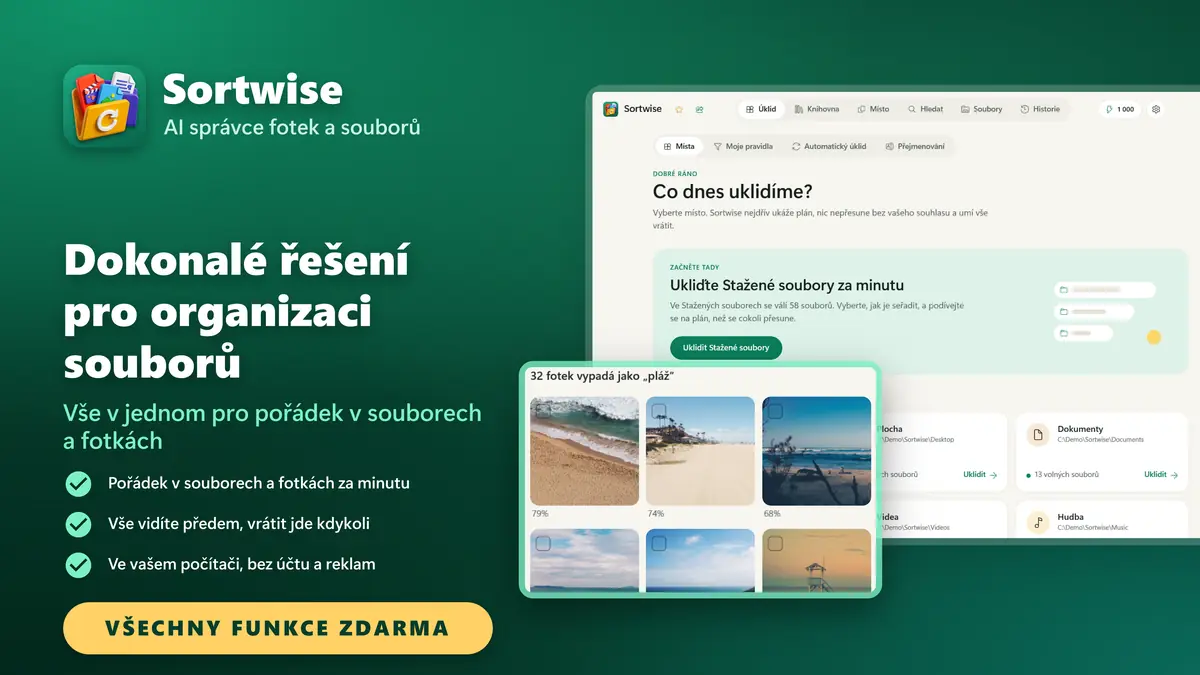 Sortwise
AI správce fotek a souborů
Dokonalé řešení
pro organizaci
souborů
Vše v jednom pro pořádek v souborech
a fotkách
Pořádek v souborech a fotkách za minutu
Vše vidíte předem, vrátit jde kdykoli
Ve vašem počítači, bez účtu a reklam
VŠECHNY FUNKCE ZDARMA
Sortwise
Úklid
Knihovna
Místo
Hledat
Soubory
Historie
1 000
Místa
Moje pravidla
Automatický úklid
Přejmenování
DOBRÉ RÁNO
Co dnes uklidíme?
Vyberte místo. Sortwise nejdřív ukáže plán, nic nepřesune bez vašeho souhlasu a umí vše
vrátit.
ZAČNĚTE TADY
Ukliďte Stažené soubory za minutu
Ve Stažených souborech se válí 58 souborů. Vyberte, jak je seřadit, a podívejte
se na plán, než se cokoli přesune.
Uklidit Stažené soubory
32 fotek vypadá jako „pláž“
79%
74%
68%
locha
\Demo\Sortwise\Desktop
ch souborů
Uklidit →
Dokumenty
C:\Demo\Sortwise\Documents
13 volných souborů
Uklidit →
idea
\Demo\Sortwise\Videos
Hudba
C:\Demo\Sortwise\Music